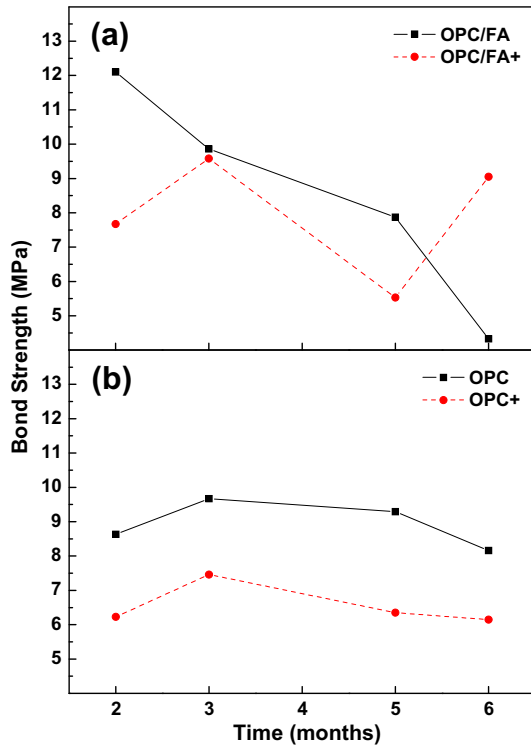 (a)
OPC/FA
OPC/FA+
13
12
11
10
9
8
7
6
5
Bond Strength (MPa)
(b)
OPC
OPC+
13
12
11
10
9
8
7
6
5
2 3 4 5 6
Time (months)